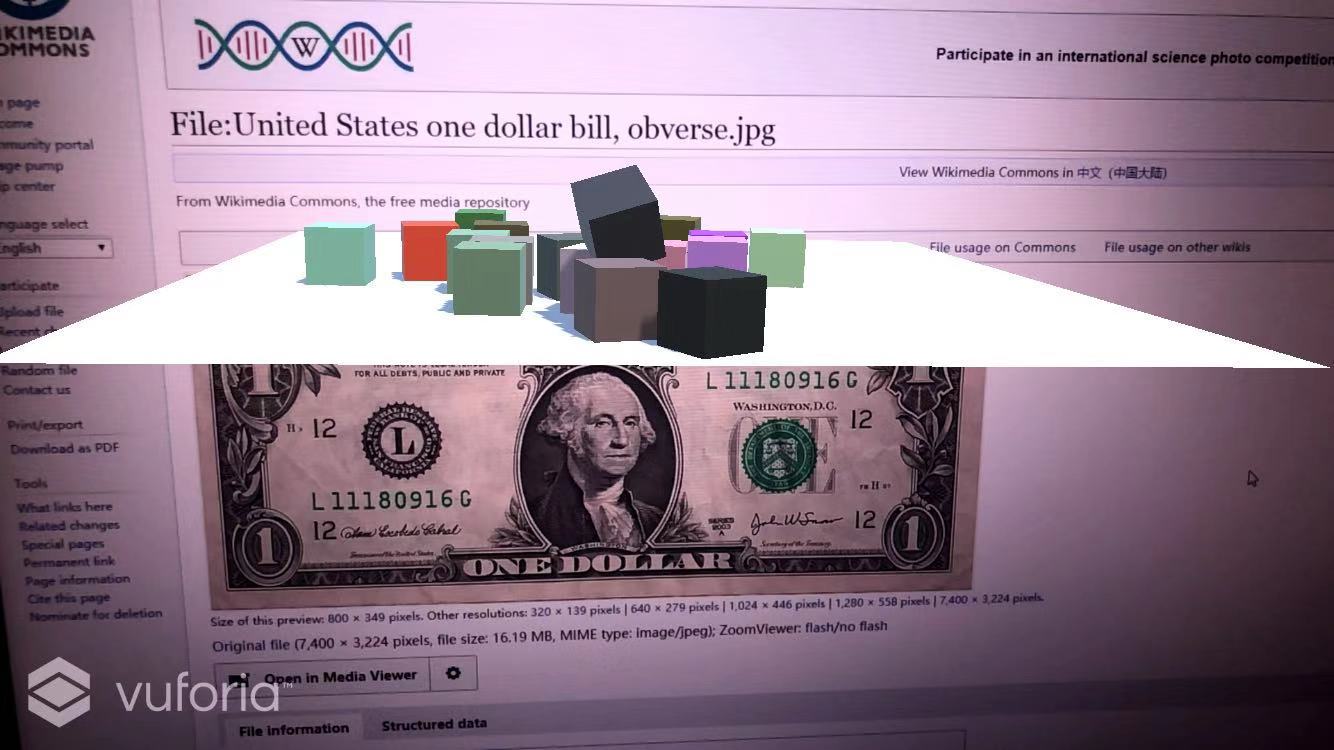 KIMEDIA
OMMONS
W
Participate in an international science photo competition
page
come
munity portal
age pump
p center
nguage select
English
articipate
Upload file
Recent
Random file
Contact us
Print/export
Download as PDF
Tools
What links here
Related changes
Special pages
Permanent link
Page information
Cite this page
Nominate for deletion
File:United States one dollar bill, obverse.jpg
View Wikimedia Commons in 中文 (中国大陆)
From Wikimedia Commons, the free media repository
File usage on Commons
File usage on other wikis
FOR ALL DEBTS, PUBLIC AND PRIVATE
L 11180916 G
WASHINGTON, D.C.
12
12
L
ONE
H
L 11180916 G
12
SERIES
2003
A
12
1
1
ONE DOLLAR
Size of this preview: 800 × 349 pixels. Other resolutions: 320 × 139 pixels | 640 × 279 pixels | 1,024 × 446 pixels | 1,280 × 558 pixels | 7,400 × 3,224 pixels.
Original file (7,400 × 3,224 pixels, file size: 16.19 MB, MIME type: image/jpeg); ZoomViewer: flash/no flash
Open in Media Viewer
File information
Structured data
vuforia™